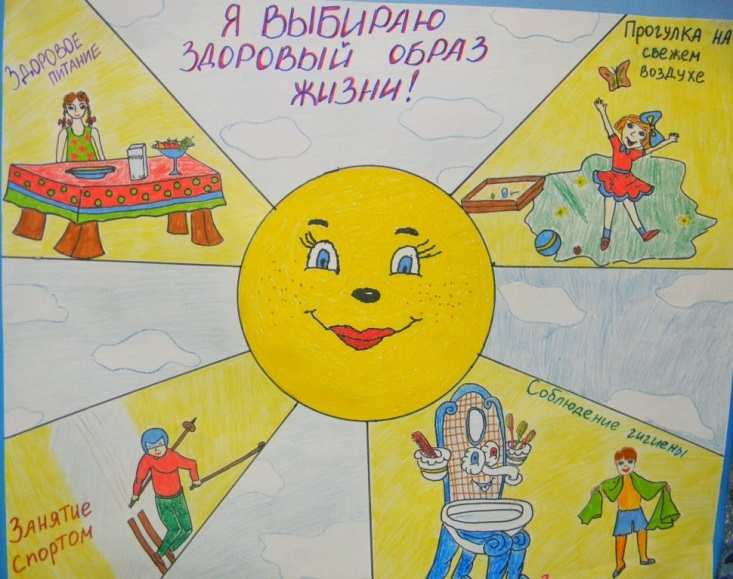 Я ВЫБИРАЮ
ЗДОРОВЫЙ ОБРАЗ
ЖИЗНИ!
ЗДОРОВОЕ
ПИТАНИЕ
Прогулка на
свежем
воздухе
Соблюдение гигиены
Занятие
спортом